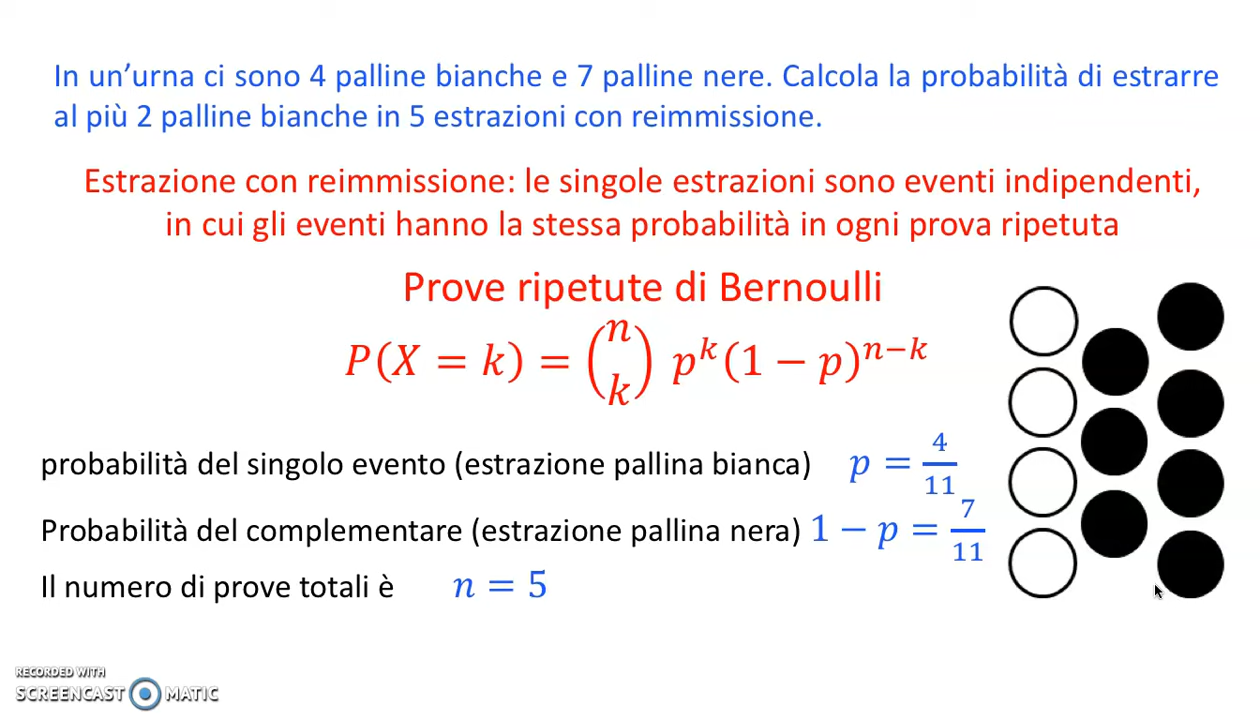 In un’urna ci sono 4 palline bianche e 7 palline nere. Calcola la probabilità di estrarre
al più 2 palline bianche in 5 estrazioni con reimmissione.
Estrazione con reimmissione: le singole estrazioni sono eventi indipendenti,
in cui gli eventi hanno la stessa probabilità in ogni prova ripetuta
Prove ripetute di Bernoulli
P(X = k) = (n k) p^k (1 − p)^{n−k}
probabilità del singolo evento (estrazione pallina bianca) p = 4/11
Probabilità del complementare (estrazione pallina nera) 1 − p = 7/11
Il numero di prove totali è n = 5
RECORDED WITH
SCREENCAST MATIC